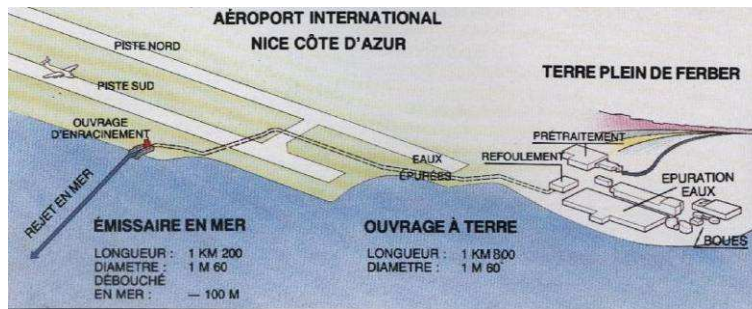 AÉROPORT INTERNATIONAL
NICE CÔTE D'AZUR
PISTE NORD
PISTE SUD
TERRE PLEIN DE FERBER
OUVRAGE
D'ENRACINEMENT
PRÉTRAITEMENT
REFOULEMENT
EAUX
ÉPURÉES
EPURATION
EAUX
BOUES
REJET EN MER
ÉMISSAIRE EN MER
LONGUEUR : 1 KM 200
DIAMETRE : 1 M 60
DÉBOUCHÉ
EN MER : — 100 M
OUVRAGE À TERRE
LONGUEUR : 1 KM 800
DIAMETRE : 1 M 60